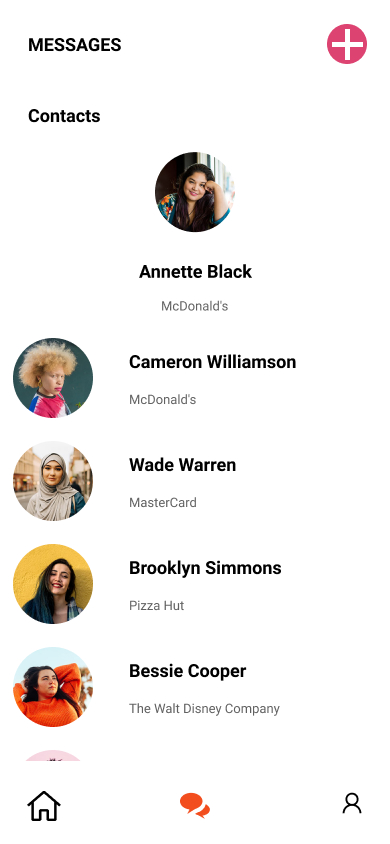 MESSAGES
Contacts
Annette Black
McDonald's
Cameron Williamson
McDonald's
Wade Warren
MasterCard
Brooklyn Simmons
Pizza Hut
Bessie Cooper
The Walt Disney Company